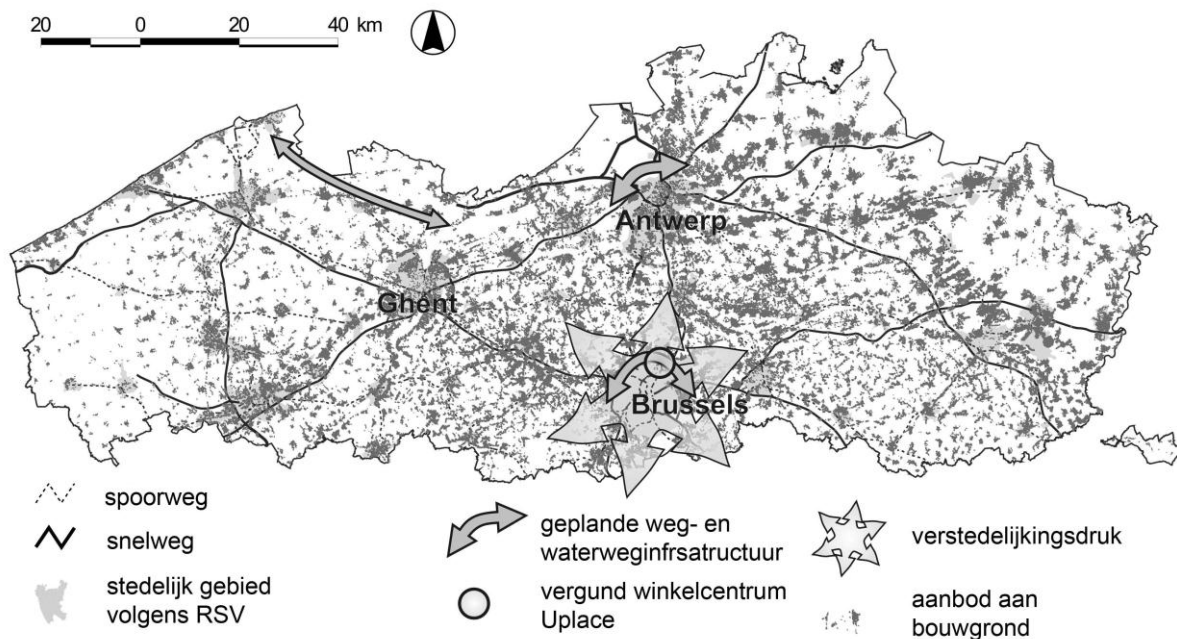 20 0 20 40 km
Antwerp
Ghent
Brussels
spoorweg
snelweg
stedelijk gebied
volgens RSV
geplande weg- en
waterweginfrsatructuur
vergund winkelcentrum
Uplace
verstedelijkingsdruk
aanbod aan
bouwgrond